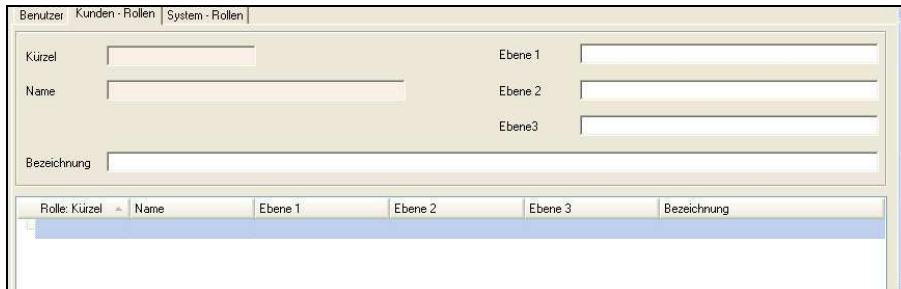 Benutzer Kunden - Rollen System - Rollen
Kürzel Ebene 1
Name Ebene 2
Ebene3
Bezeichnung
Rolle: Kürzel Name Ebene 1 Ebene 2 Ebene 3 Bezeichnung